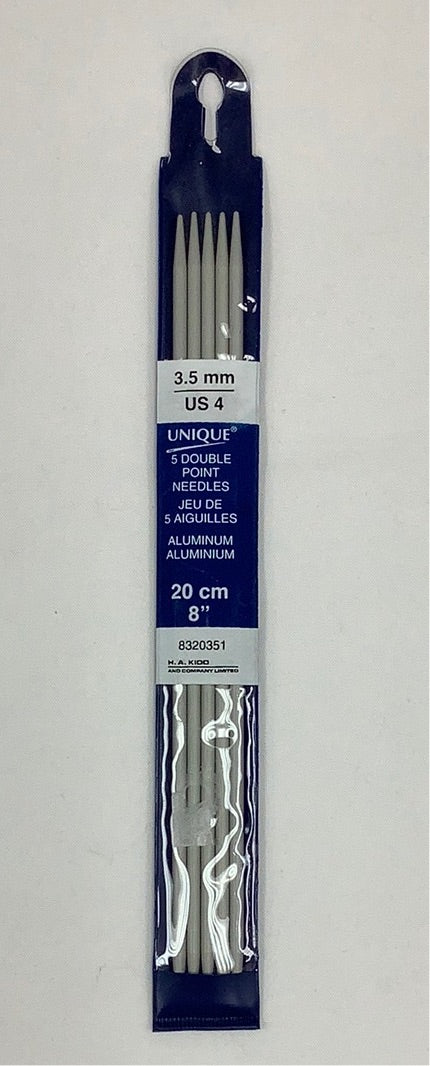 3.5 mm
US 4
UNIQUE®
5 DOUBLE
POINT
NEEDLES
JEU DE
5 AIGUILLES
ALUMINUM
ALUMINIUM
20 cm
8”
8320351
H. A. KIDD
AND COMPANY LIMITED